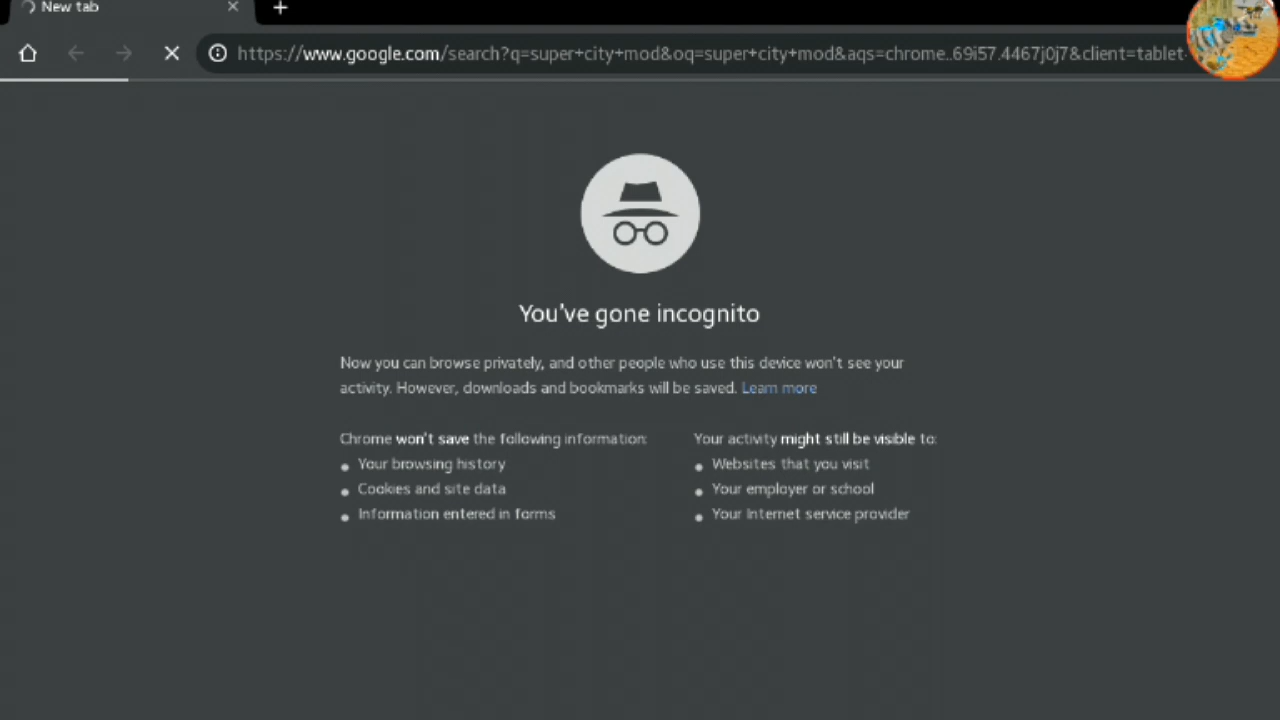 New tab
https://www.google.com/search?q=super+city+mod&oq=super+city+mod&aqs=chrome..69i57.4467j0j7&client=tablet-
You've gone incognito
Now you can browse privately, and other people who use this device won't see your
activity. However, downloads and bookmarks will be saved. Learn more
Chrome won't save the following information:
Your browsing history
Cookies and site data
Information entered in forms
Your activity might still be visible to:
Websites that you visit
Your employer or school
Your Internet service provider